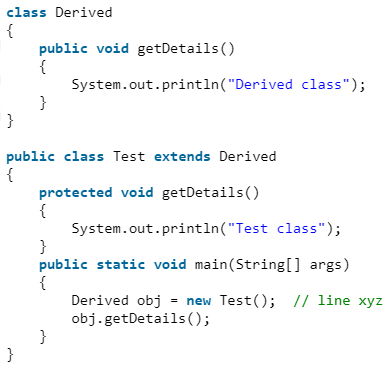 class Derived
{
    public void getDetails()
    {
        System.out.println("Derived class");
    }
}

public class Test extends Derived
{
    protected void getDetails()
    {
        System.out.println("Test class");
    }
    public static void main(String[] args)
    {
        Derived obj = new Test();  // line xyz
        obj.getDetails();
    }
}